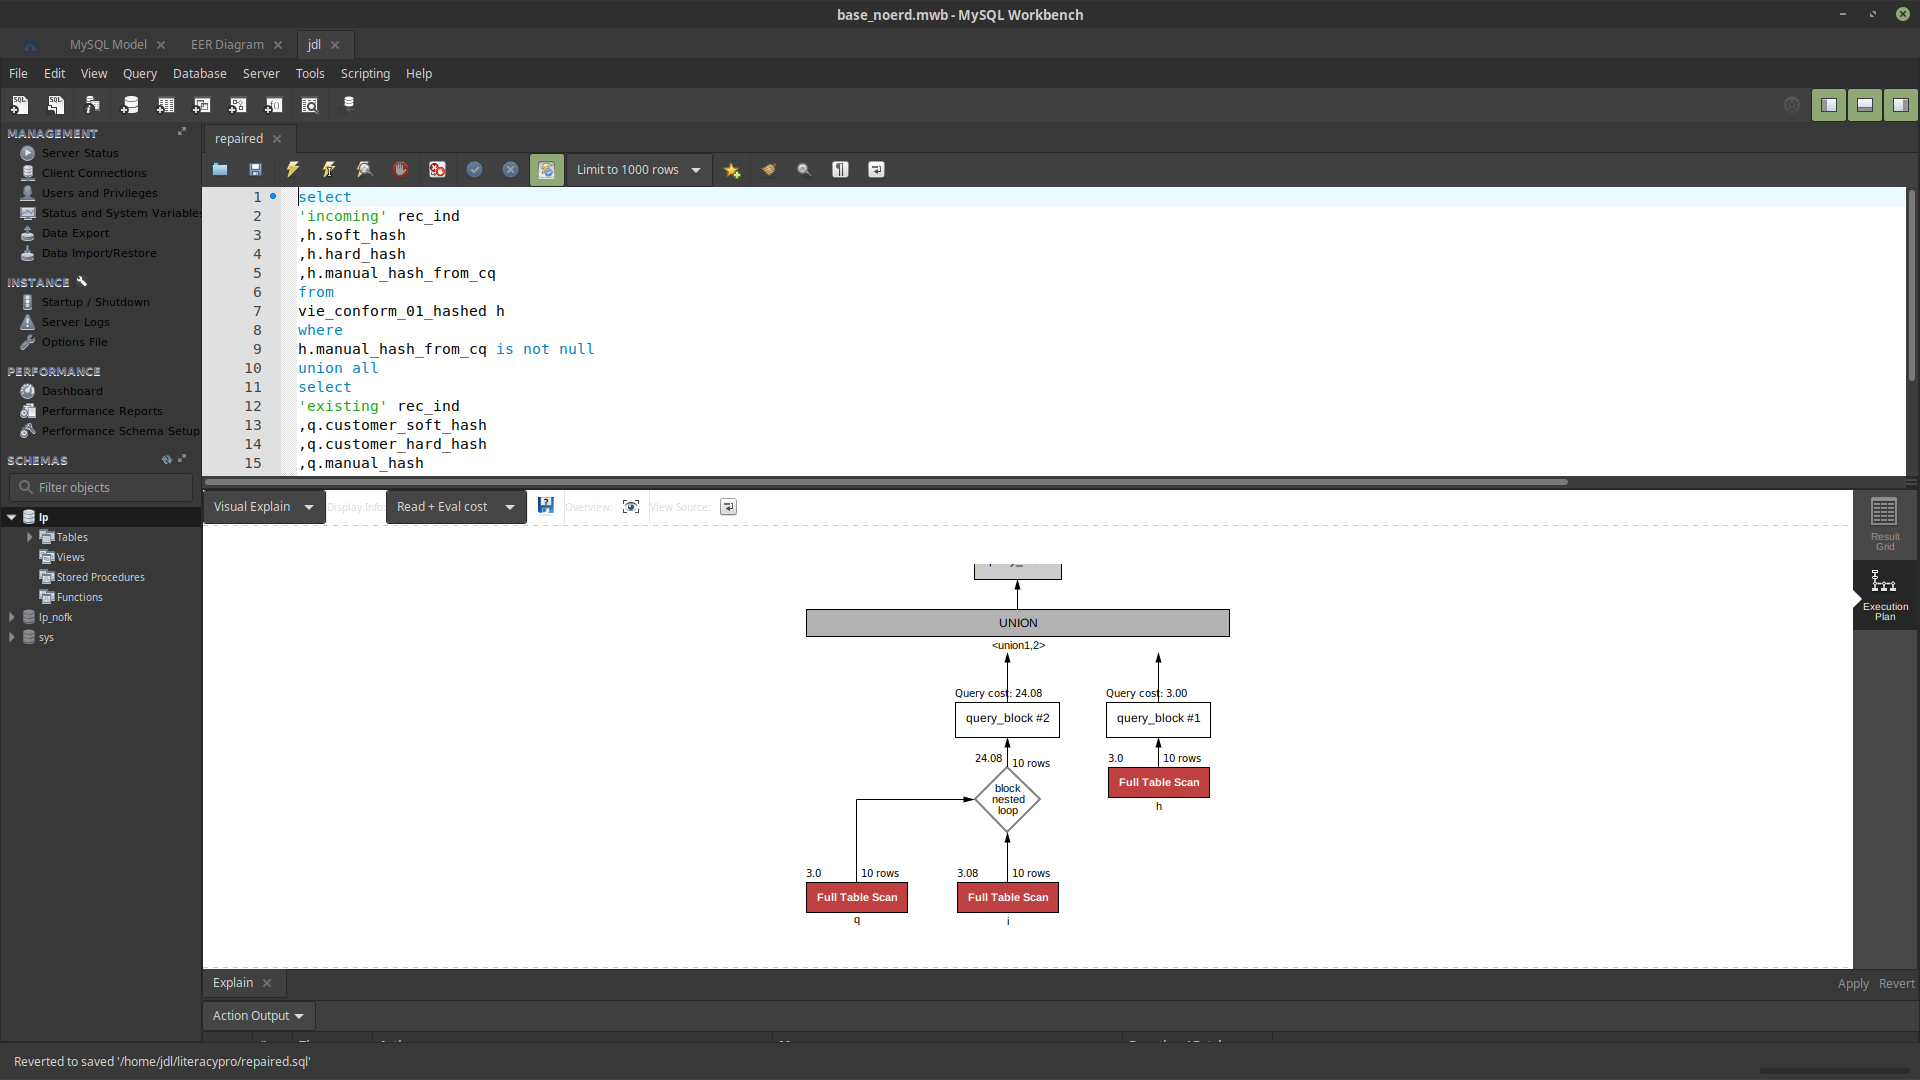 base_noerd.mwb - MySQL Workbench
MySQL Model
EER Diagram
jdl
File Edit View Query Database Server Tools Scripting Help
MANAGEMENT
Server Status
Client Connections
Users and Privileges
Status and System Variables
Data Export
Data Import/Restore
INSTANCE
Startup / Shutdown
Server Logs
Options File
PERFORMANCE
Dashboard
Performance Reports
Performance Schema Setup
SCHEMAS
Filter objects
lp
Tables
Views
Stored Procedures
Functions
lp_nofk
sys
repaired
Limit to 1000 rows
1 select
2 'incoming' rec_ind
3 ,h.soft_hash
4 ,h.hard_hash
5 ,h.manual_hash_from_cq
6 from
7 vie_conform_01_hashed h
8 where
9 h.manual_hash_from_cq is not null
10 union all
11 select
12 'existing' rec_ind
13 ,q.customer_soft_hash
14 ,q.customer_hard_hash
15 ,q.manual_hash
Visual Explain
Display Info:
Read + Eval cost
Overview:
View Source:
UNION
<union1,2>
Query cost: 24.08
Query cost: 3.00
query_block #2
query_block #1
24.08
10 rows
3.0
10 rows
block
nested
loop
Full Table Scan
h
3.0
10 rows
3.08
10 rows
Full Table Scan
Full Table Scan
q
i
Result
Grid
Execution
Plan
Explain
Apply
Revert
Action Output
Reverted to saved '/home/jdl/literacypro/repaired.sql'